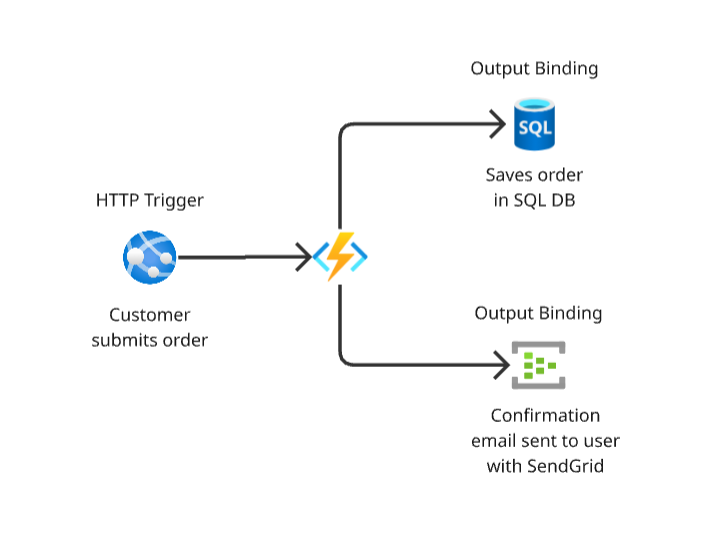 HTTP Trigger
Customer
submits order
Output Binding
SQL
Saves order
in SQL DB
Output Binding
Confirmation
email sent to user
with SendGrid